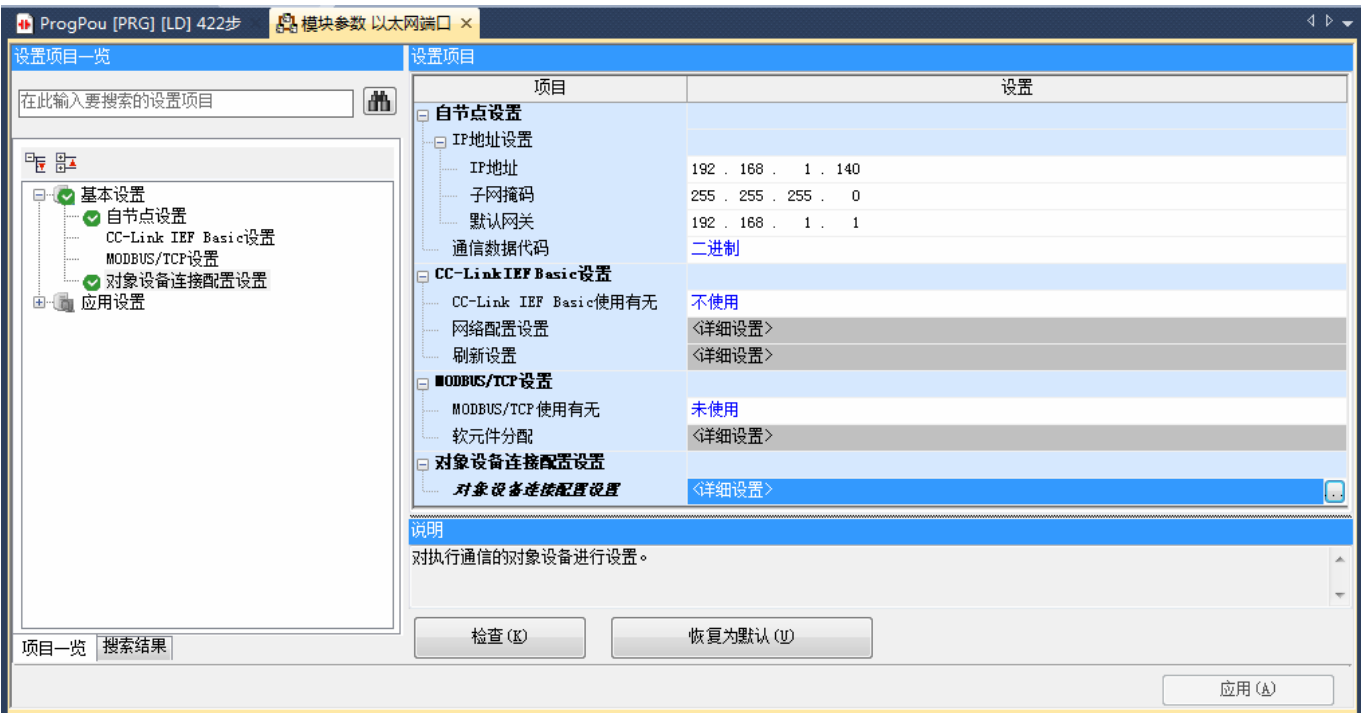 ProgPou [PRG] [LD] 422步
模块参数 以太网端口
设置项目一览
在此输入要搜索的设置项目
基本设置
自节点设置
CC-Link IEF Basic设置
MODBUS/TCP设置
对象设备连接配置设置
应用设置
项目一览 搜索结果
设置项目
项目 设置
自节点设置
IP地址设置
IP地址 192 . 168 . 1 . 140
子网掩码 255 . 255 . 255 . 0
默认网关 192 . 168 . 1 . 1
通信数据代码 二进制
CC-Link IEF Basic设置
CC-Link IEF Basic使用有无 不使用
网络配置设置 <详细设置>
刷新设置 <详细设置>
MODBUS/TCP设置
MODBUS/TCP使用有无 未使用
软元件分配 <详细设置>
对象设备连接配置设置
对象设备连接配置设置 <详细设置> ...
说明
对执行通信的对象设备进行设置。
检查(K) 恢复为默认(U)
应用(A)